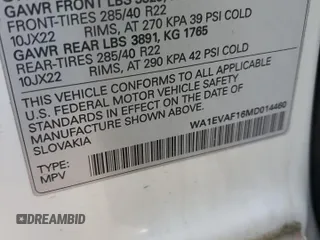 GAWR FRONT LBS
FRONT-TIRES 285/40 R22
10JX22 RIMS, AT 270 KPA 39 PSI COLD
GAWR REAR LBS 3891, KG 1765
REAR-TIRES 285/40 R22
10JX22 RIMS, AT 290 KPA 42 PSI COLD
THIS VEHICLE CONFORMS TO ALL APPLICABLE
U.S. FEDERAL MOTOR VEHICLE SAFETY
STANDARDS IN EFFECT ON THE DATE OF
MANUFACTURE SHOWN ABOVE.
SLOVAKIA
WA1EVAF16MD014460
TYPE:
MPV
DREAMBID